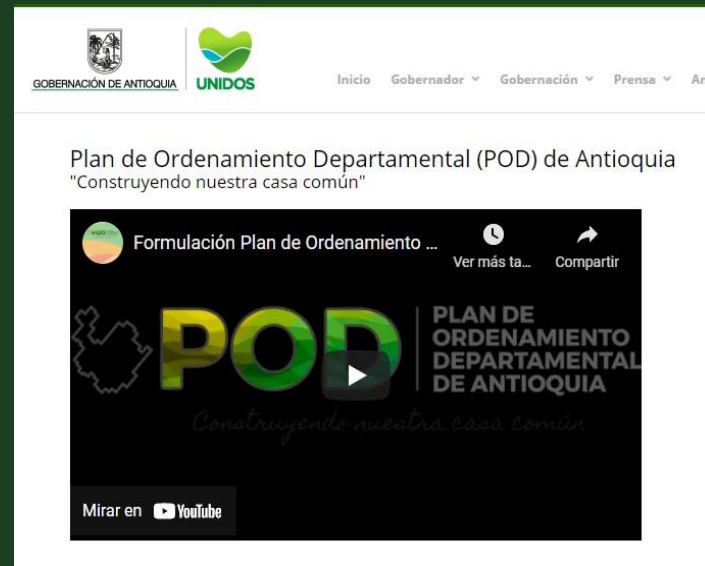 GOBERNACIÓN DE ANTIOQUIA
UNIDOS
Inicio Gobernador Gobernación Prensa
Plan de Ordenamiento Departamental (POD) de Antioquia
"Construyendo nuestra casa común"
Formulación Plan de Ordenamiento ...
Ver más ta...
Compartir
POD
PLAN DE
ORDENAMIENTO
DEPARTAMENTAL
DE ANTIOQUIA
Construyendo nuestra casa común
Mirar en YouTube